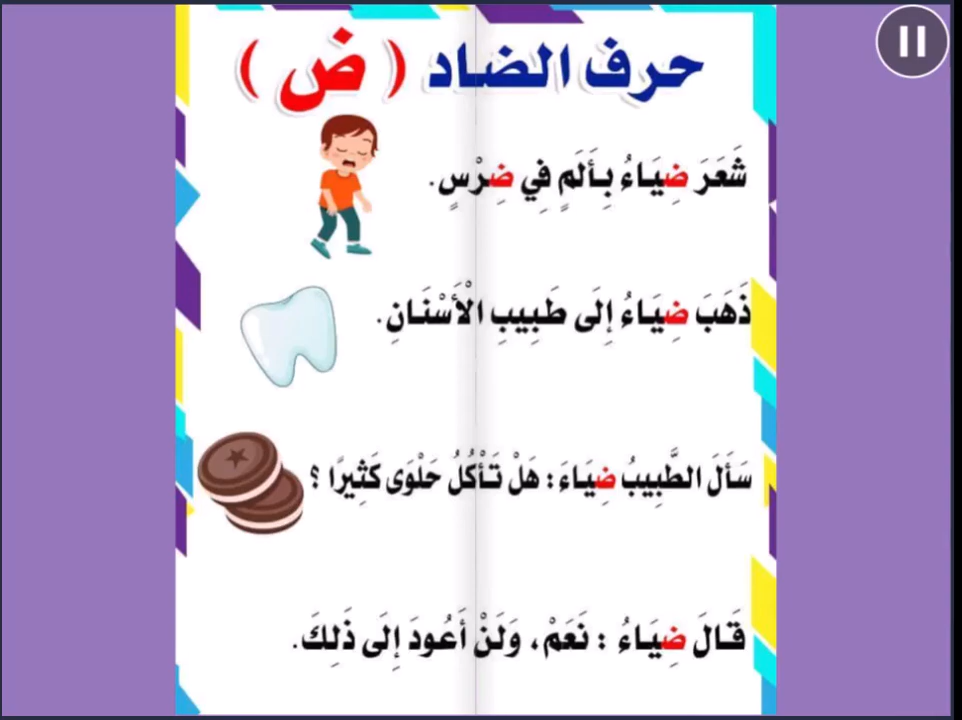 حرف الضاد ( ض )
شَعَرَ ضِيَاءُ بِأَلَمٍ فِي ضِرْسٍ.
ذَهَبَ ضِيَاءُ إِلَى طَبِيبِ الْأَسْنَانِ.
سَأَلَ الطَّبِيبُ ضِيَاءَ : هَلْ تَأْكُلُ حَلْوَى كَثِيرًا ؟
قَالَ ضِيَاءُ : نَعَمْ، وَلَنْ أَعُودَ إِلَى ذَلِكَ.